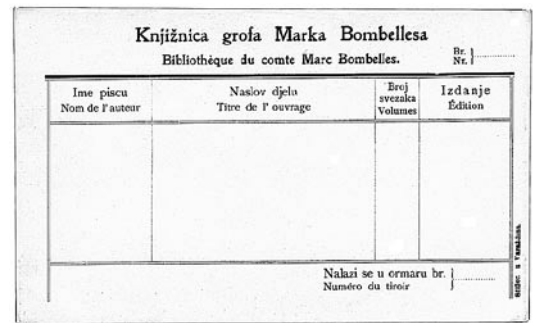 Knjižnica grofa Marka Bombellesa
Bibliothèque du comte Marc Bombelles.
Br.
Nr.
Ime piscu
Nom de l'auteur
Naslov djela
Titre de l' ouvrage
Broj
svezaka
Volumes
Izdanje
Édition
Nalazi se u ormaru br.
Numéro du tiroir